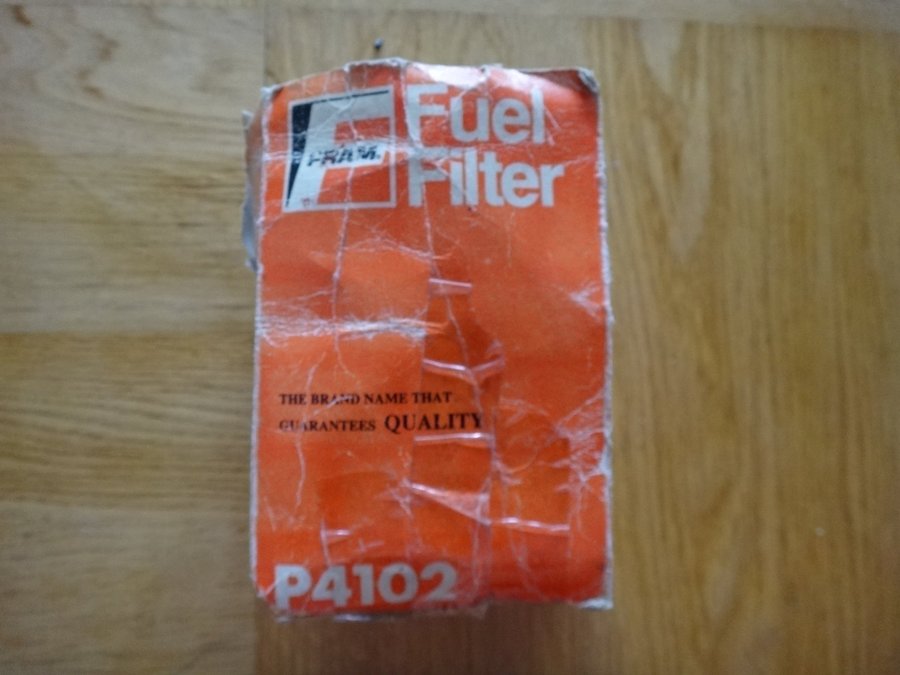 FRAM
Fuel
Filter
THE BRAND NAME THAT
GUARANTEES QUALITY
P4102